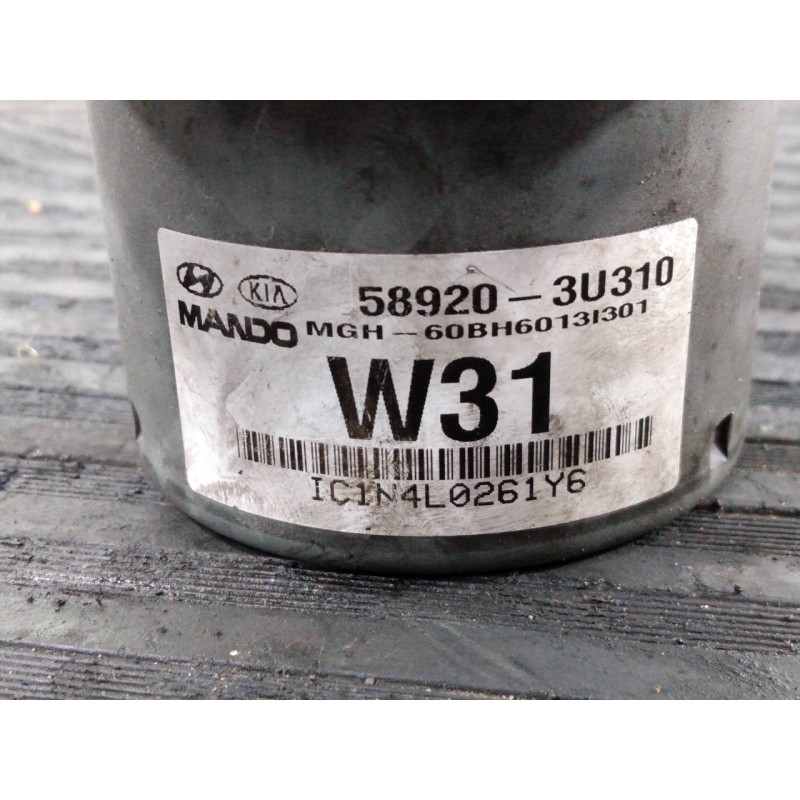 KIA 58920-3U310
MANDO MGH-60BH6013I301
W31
IC1N4L0261Y6